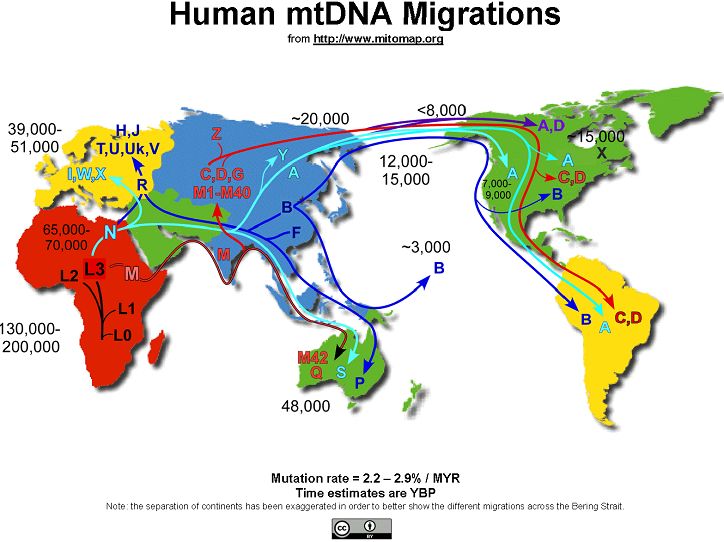 Human mtDNA Migrations
from http://www.mitomap.org
~20,000
<8,000
H,J
T,U,Uk,V
39,000-
51,000
Z
A,D
~15,000
X
Y
A
I,W,X
R
C,D,G
M1-M40
12,000-
15,000
A
A
C,D
7,000-
9,000
B
B
F
65,000-
70,000
N
M
~3,000
B
L2
L3
M
L1
L0
130,000-
200,000
B
A
C,D
M42
Q
S
P
48,000
Mutation rate = 2.2 – 2.9% / MYR
Time estimates are YBP
Note: the separation of continents has been exaggerated in order to better show the different migrations across the Bering Strait.
cc
BY